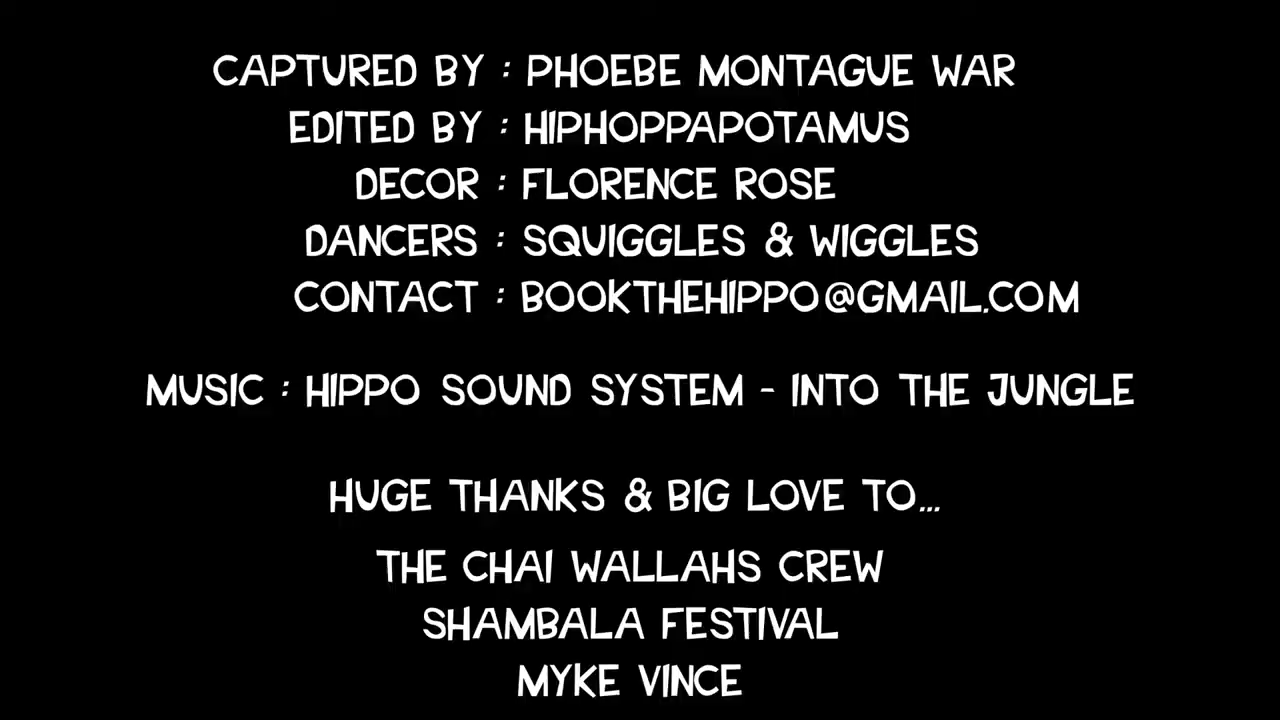 CAPTURED BY : PHOEBE MONTAGUE WAR
EDITED BY : HIPHOPPAPOTAMUS
DECOR : FLORENCE ROSE
DANCERS : SQUIGGLES & WIGGLES
CONTACT : BOOKTHEHIPPO@GMAIL.COM
MUSIC : HIPPO SOUND SYSTEM - INTO THE JUNGLE
HUGE THANKS & BIG LOVE TO...
THE CHAI WALLAHS CREW
SHAMBALA FESTIVAL
MYKE VINCE